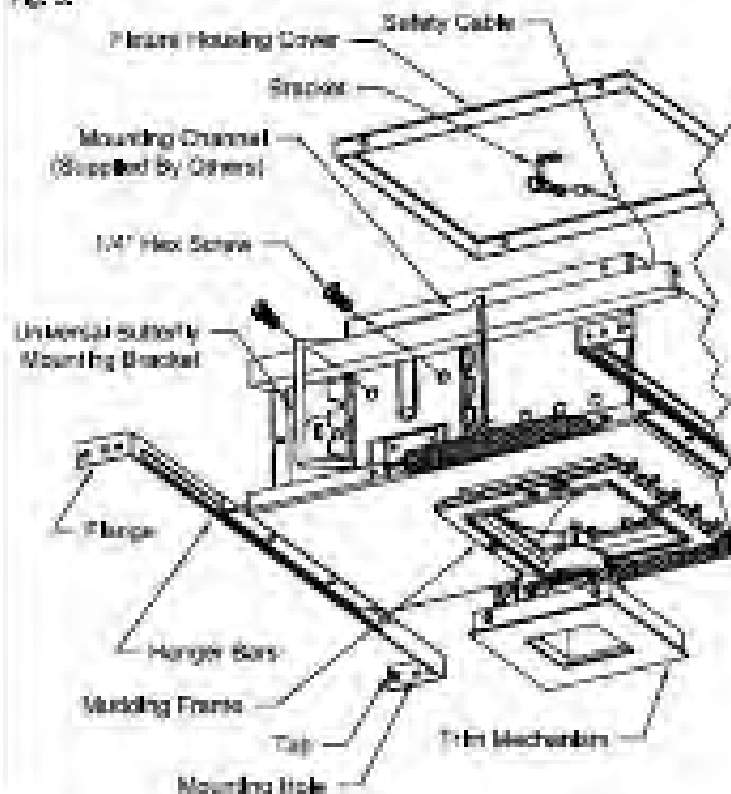 Safety Cable
Fixture Housing Cover
Bracket
Mounting Channel
(Supplied By Others)
1/4" Hex Screw
Universal Butterfly
Mounting Bracket
Flange
Hanger Bars
Mudding Frame
Tab
Trim Mechanism
Mounting Hole